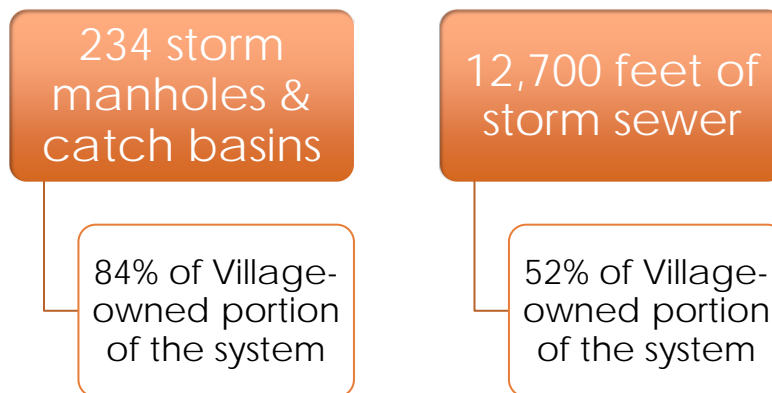 234 storm
manholes &
catch basins
84% of Village-
owned portion
of the system
12,700 feet of
storm sewer
52% of Village-
owned portion
of the system